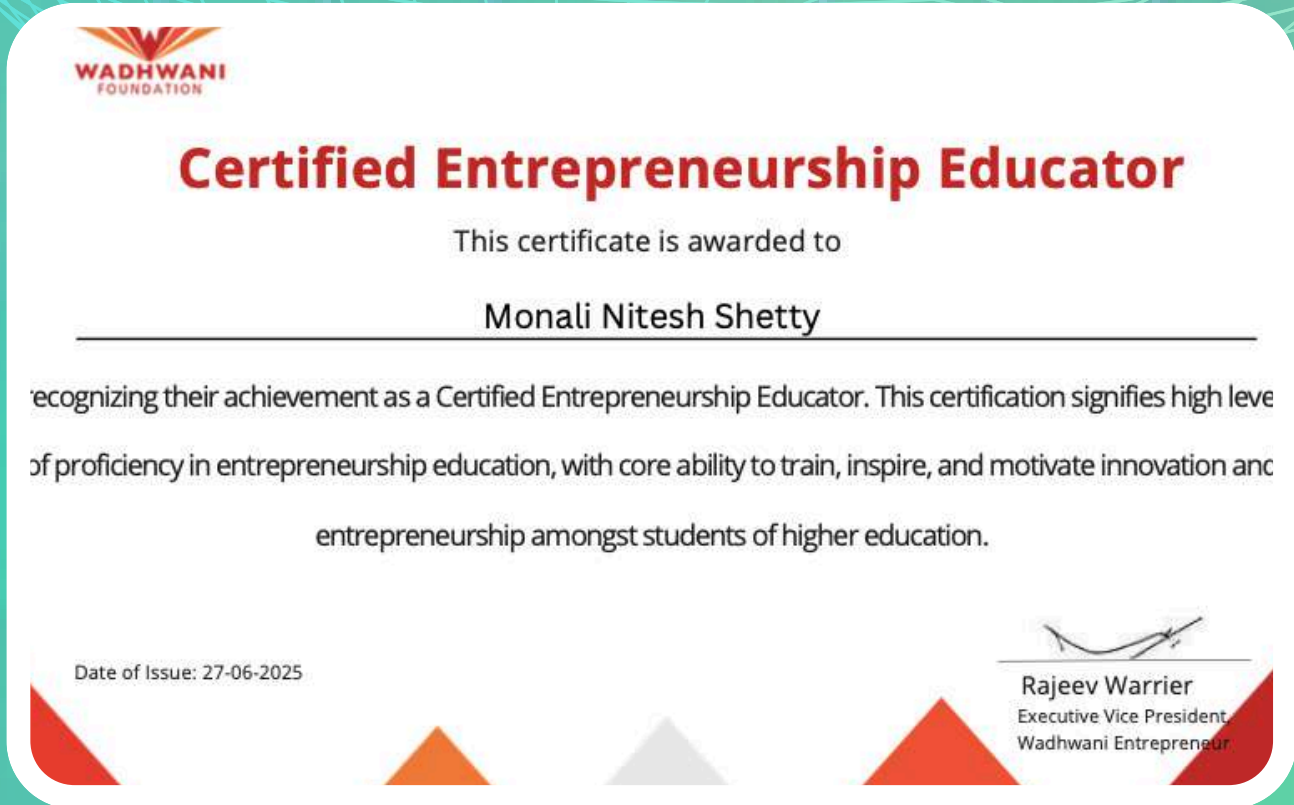 WADHWANI
FOUNDATION
Certified Entrepreneurship Educator
This certificate is awarded to
Monali Nitesh Shetty
recognizing their achievement as a Certified Entrepreneurship Educator. This certification signifies high leve
of proficiency in entrepreneurship education, with core ability to train, inspire, and motivate innovation and
entrepreneurship amongst students of higher education.
Date of Issue: 27-06-2025
Rajeev Warrier
Executive Vice President,
Wadhwani Entrepreneur